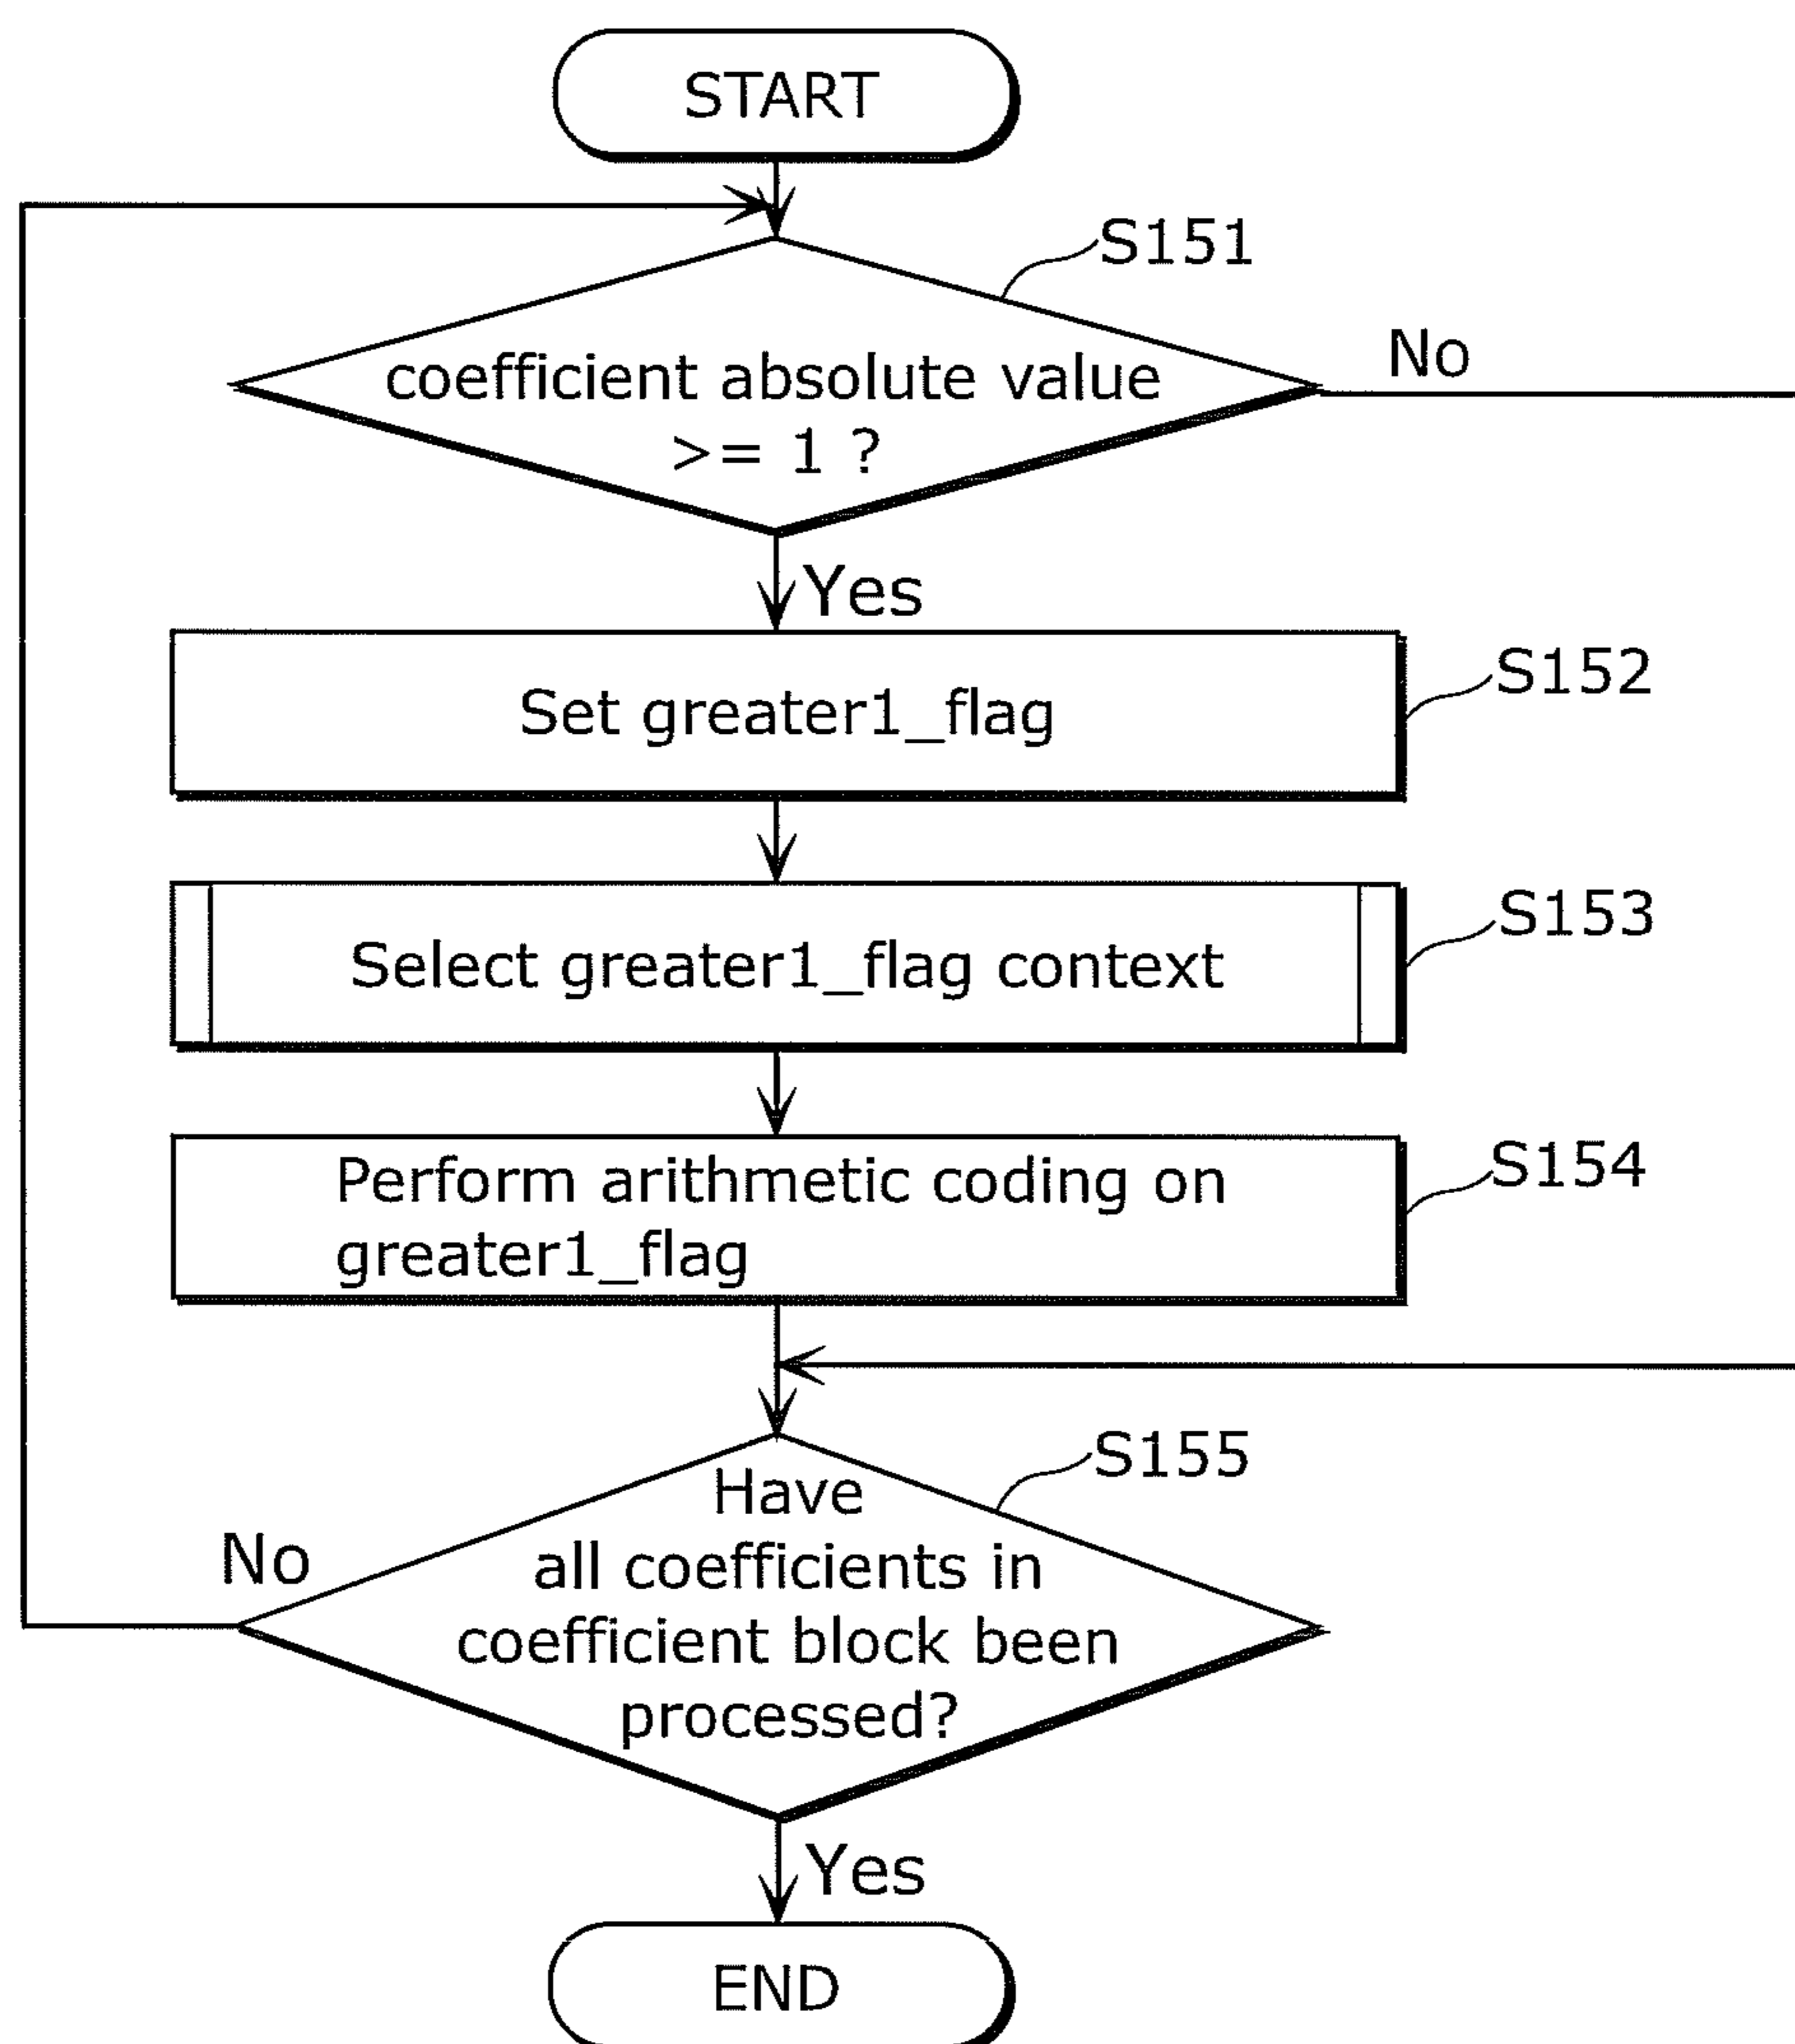 START
S151
coefficient absolute value
>= 1 ?
No
Yes
Set greater1_flag
S152
Select greater1_flag context
S153
Perform arithmetic coding on
greater1_flag
S154
S155
Have
all coefficients in
coefficient block been
processed?
No
Yes
END